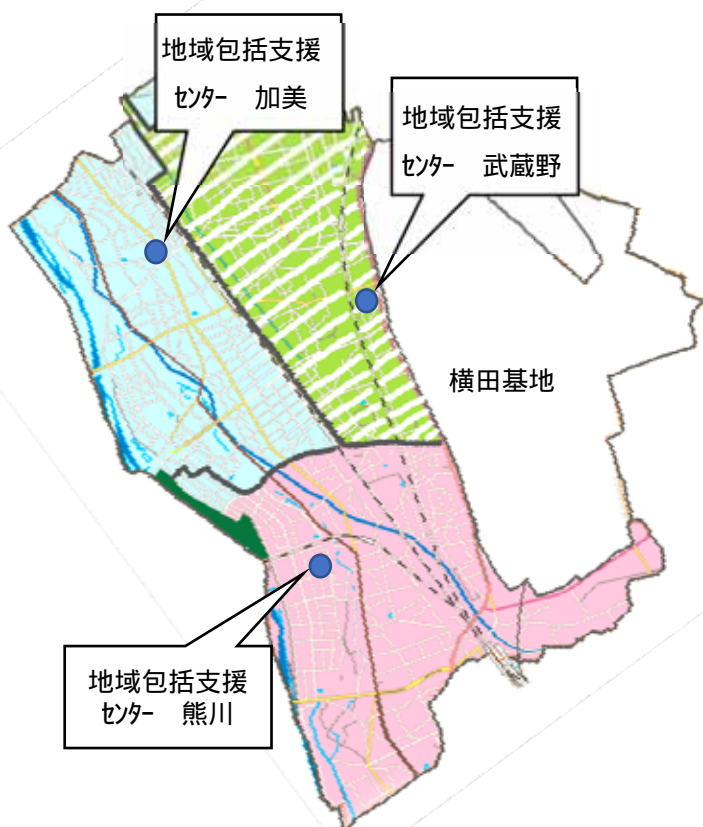 地域包括支援
ｾﾝﾀｰ　加美
地域包括支援
ｾﾝﾀｰ　武蔵野
横田基地
地域包括支援
ｾﾝﾀｰ　熊川